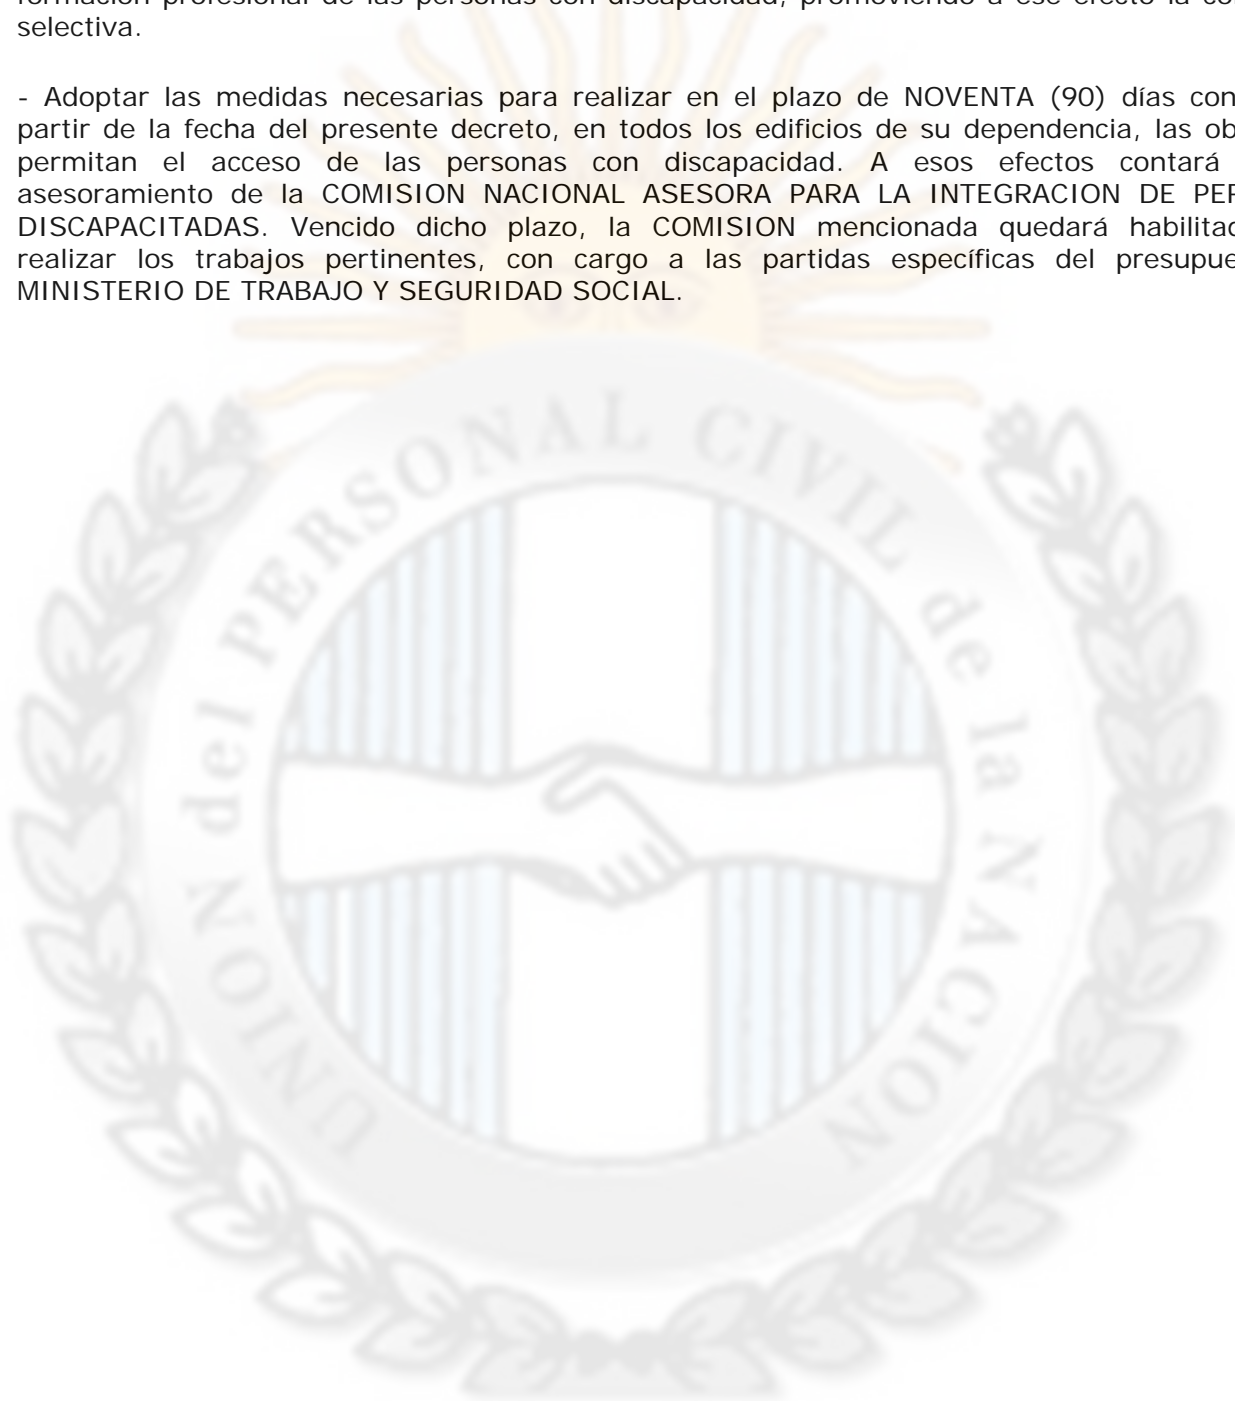 formación profesional de las personas con discapacidad, promoviendo a ese efecto la
selectiva.
- Adoptar las medidas necesarias para realizar en el plazo de NOVENTA (90) días
partir de la fecha del presente decreto, en todos los edificios de su dependencia, las
permitan el acceso de las personas con discapacidad. A esos efectos contará
asesoramiento de la COMISION NACIONAL ASESORA PARA LA INTEGRACION DE
DISCAPACITADAS. Vencido dicho plazo, la COMISION mencionada quedará
realizar los trabajos pertinentes, con cargo a las partidas específicas del
MINISTERIO DE TRABAJO Y SEGURIDAD SOCIAL.
UNION del PERSONAL CIVIL de la NACION